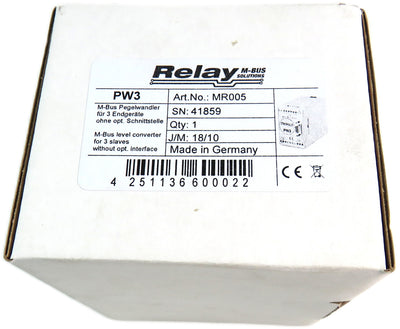 Relay M-BUS
SOLUTIONS
PW3
M-Bus Pegelwandler
für 3 Endgeräte
ohne opt. Schnittstelle
M-Bus level converter
for 3 slaves
without opt. interface
Art.No.: MR005
SN: 41859
Qty: 1
J/M: 18/10
Made in Germany
PW3
4 251136 600022
CE